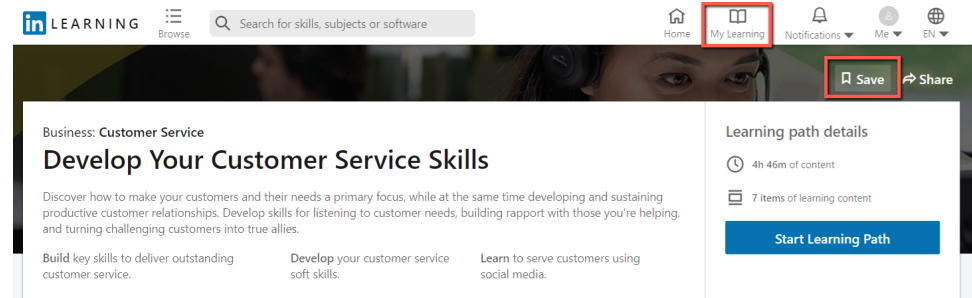 in LEARNING
Browse
Search for skills, subjects or software
Home
My Learning
Notifications
Me
EN
Save
Share
Business: Customer Service
Develop Your Customer Service Skills
Discover how to make your customers and their needs a primary focus, while at the same time developing and sustaining
productive customer relationships. Develop skills for listening to customer needs, building rapport with those you're helping,
and turning challenging customers into true allies.
Build key skills to deliver outstanding
customer service.
Develop your customer service
soft skills.
Learn to serve customers using
social media.
Learning path details
4h 46m of content
7 items of learning content
Start Learning Path